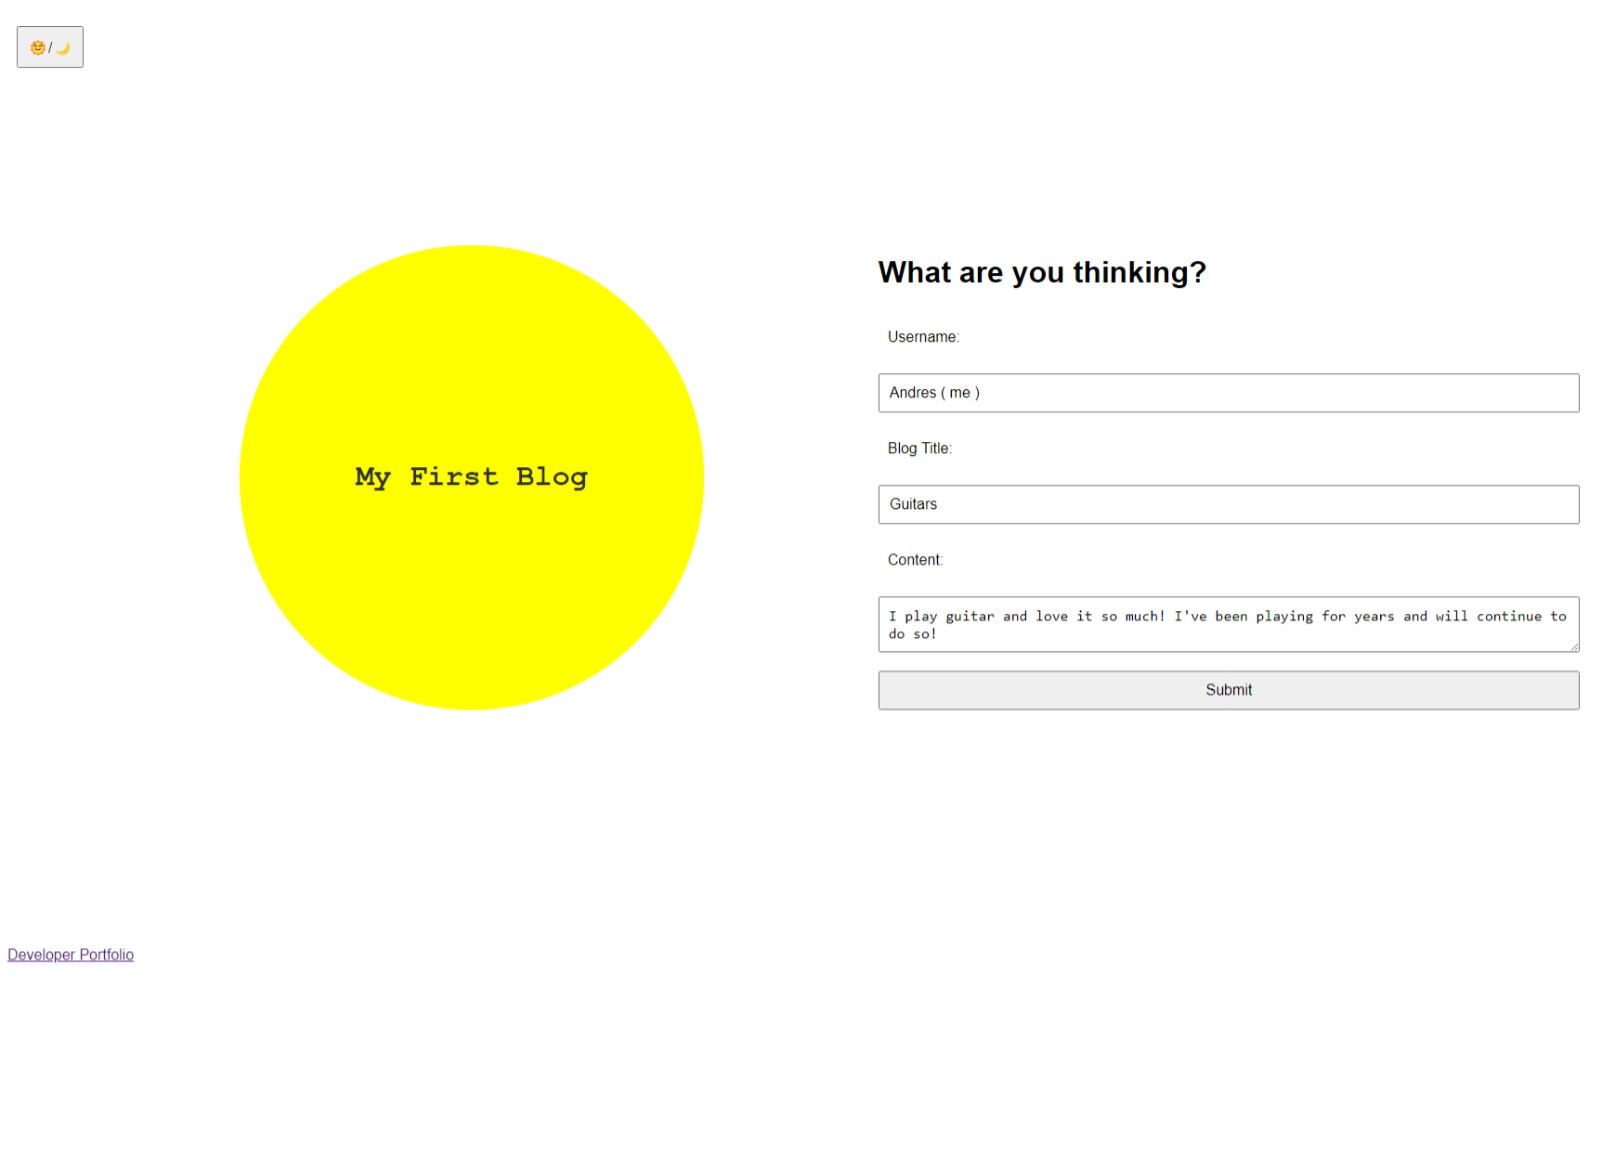 🌞 / 🌙
My First Blog
What are you thinking?
Username:
Andres ( me )
Blog Title:
Guitars
Content:
I play guitar and love it so much! I've been playing for years and will continue to
do so!
Submit
Developer Portfolio